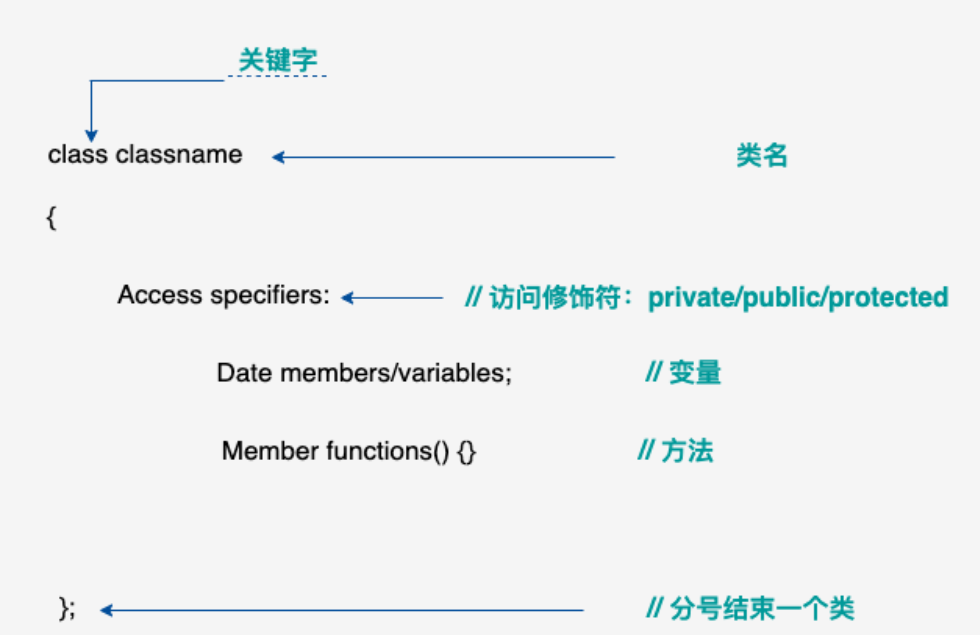 关键字
class classname 类名
{
Access specifiers: // 访问修饰符：private/public/protected
Date members/variables; // 变量
Member functions() {} // 方法
}; // 分号结束一个类